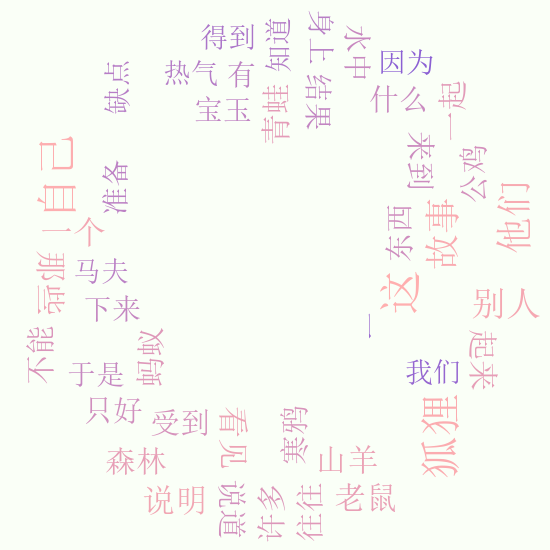 得到
知道
身上
水中
因为
热气
有
缺点
宝玉
青蛙
结果
什么
一起
来到
公鸡
自己
准备
一个
东西
故事
他们
那些
马夫
这
下来
别人
一
不能
蚂蚁
于是
我们
起来
只好
受到
看见
寒鸦
狐狸
森林
山羊
说明
说道
许多
往往
老鼠